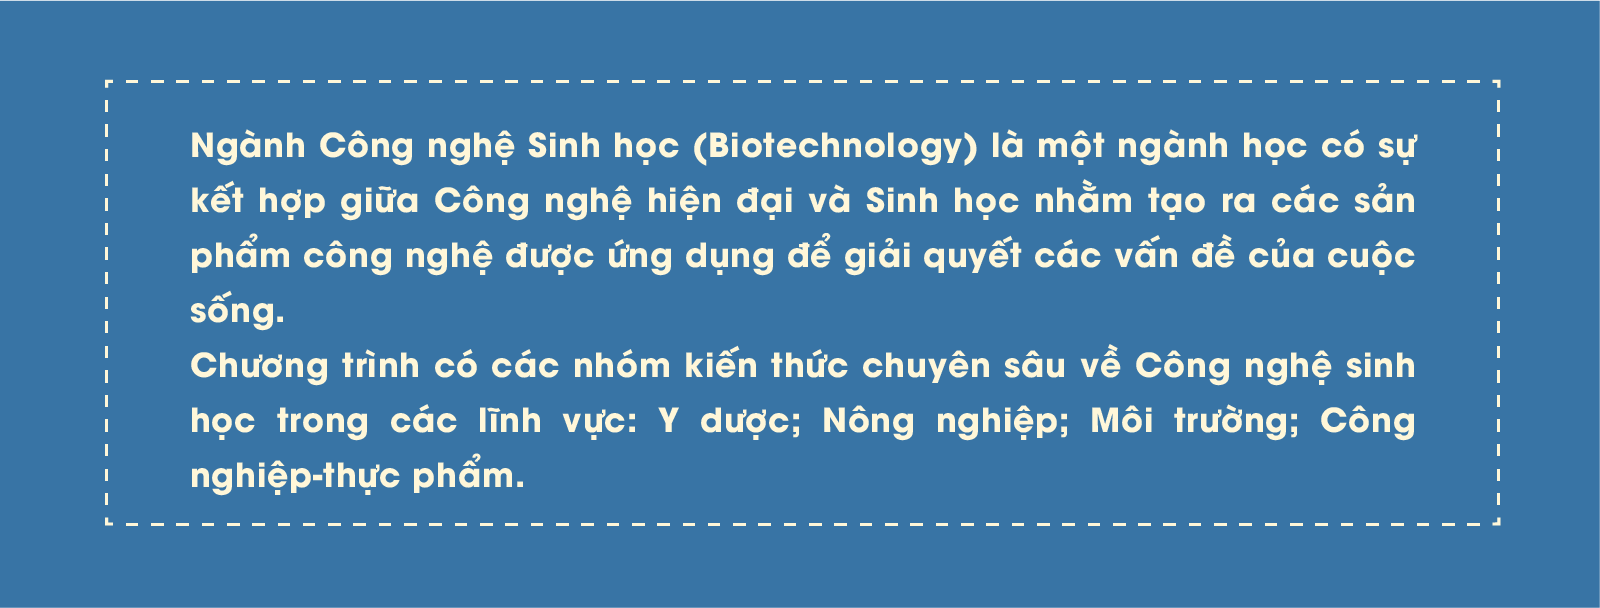 Ngành Công nghệ Sinh học (Biotechnology) là một ngành học có sự
kết hợp giữa Công nghệ hiện đại và Sinh học nhằm tạo ra các sản
phẩm công nghệ được ứng dụng để giải quyết các vấn đề của cuộc
sống.
Chương trình có các nhóm kiến thức chuyên sâu về Công nghệ sinh
học trong các lĩnh vực: Y dược; Nông nghiệp; Môi trường; Công
nghiệp-thực phẩm.